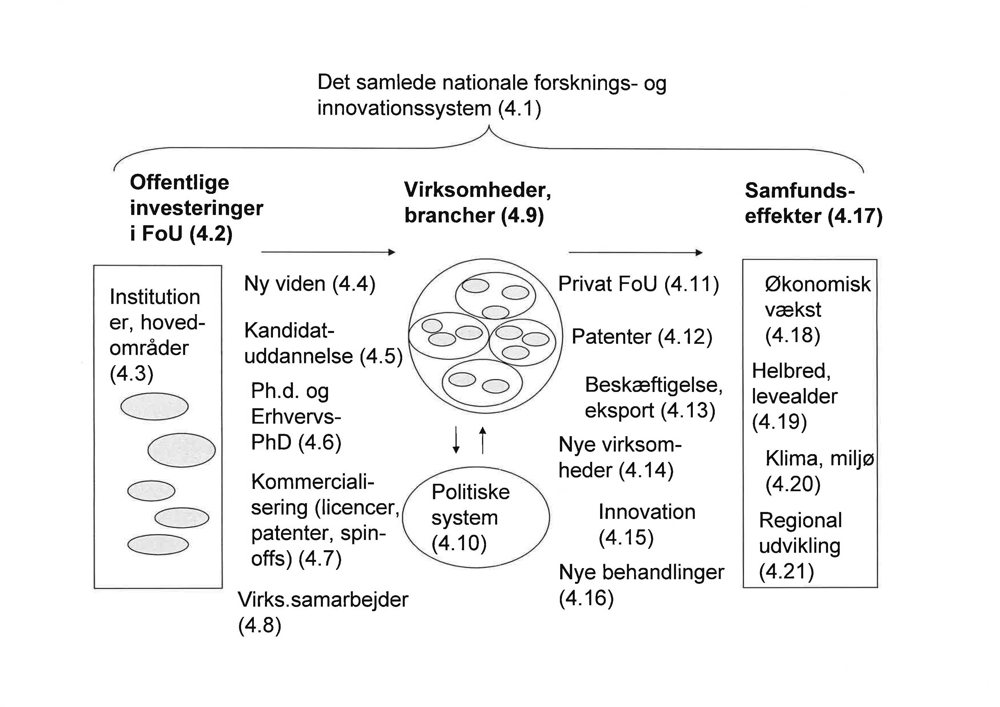 Det samlede nationale forsknings- og
innovationssystem (4.1)
Offentlige
investeringer
i FoU (4.2)
Virksomheder,
brancher (4.9)
Samfunds-
effekter (4.17)
Institution
er, hoved-
områder
(4.3)
Ny viden (4.4)
Kandidat-
uddannelse (4.5)
Ph.d. og
Erhvervs-
PhD (4.6)
Kommerciali-
sering (licencer,
patenter, spin-
offs) (4.7)
Virks.samarbejder
(4.8)
Politiske
system
(4.10)
Privat FoU (4.11)
Patenter (4.12)
Beskæftigelse,
eksport (4.13)
Nye virksom-
heder (4.14)
Innovation
(4.15)
Nye behandlinger
(4.16)
Økonomisk
vækst
(4.18)
Helbred,
levealder
(4.19)
Klima, miljø
(4.20)
Regional
udvikling
(4.21)